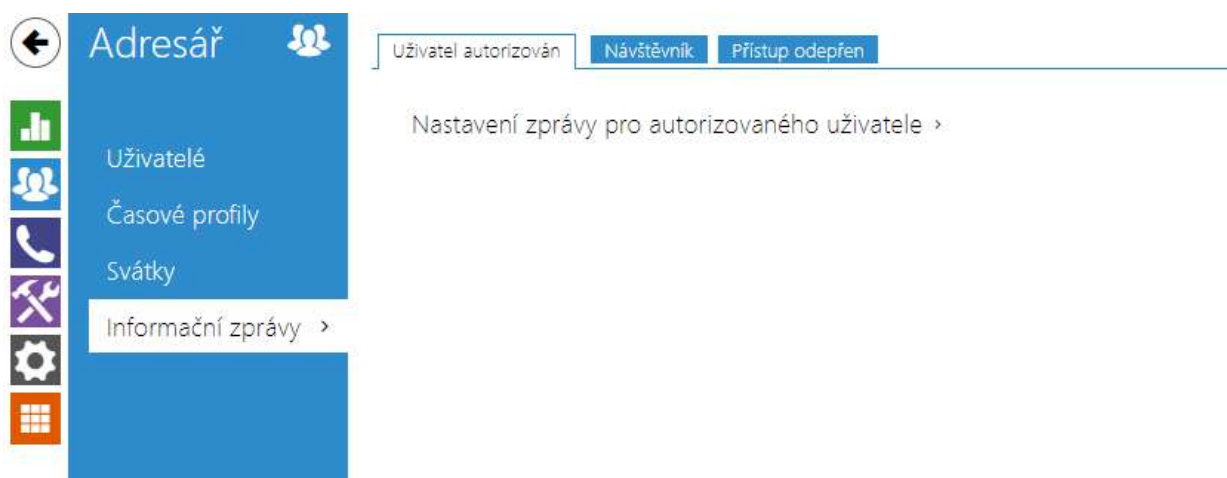 Adresář
Uživatelé
Časové profily
Svátky
Informační zprávy
Uživatel autorizován
Návštěvník
Přístup odepřen
Nastavení zprávy pro autorizovaného uživatele